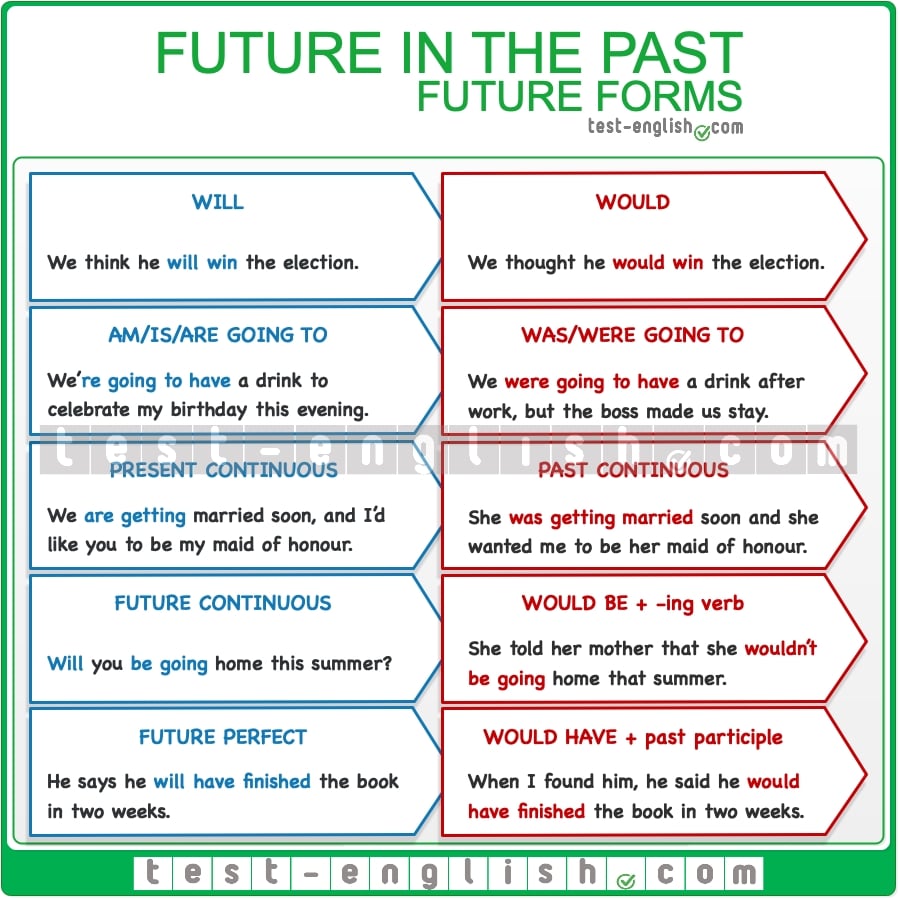 FUTURE IN THE PAST
FUTURE FORMS
test-english.com
WILL
We think he will win the election.
WOULD
We thought he would win the election.
AM/IS/ARE GOING TO
We’re going to have a drink to
celebrate my birthday this evening.
WAS/WERE GOING TO
We were going to have a drink after
work, but the boss made us stay.
test-english.com
PRESENT CONTINUOUS
We are getting married soon, and I’d
like you to be my maid of honour.
PAST CONTINUOUS
She was getting married soon and she
wanted me to be her maid of honour.
FUTURE CONTINUOUS
Will you be going home this summer?
WOULD BE + -ing verb
She told her mother that she wouldn’t
be going home that summer.
FUTURE PERFECT
He says he will have finished the book
in two weeks.
WOULD HAVE + past participle
When I found him, he said he would
have finished the book in two weeks.
test-english.com